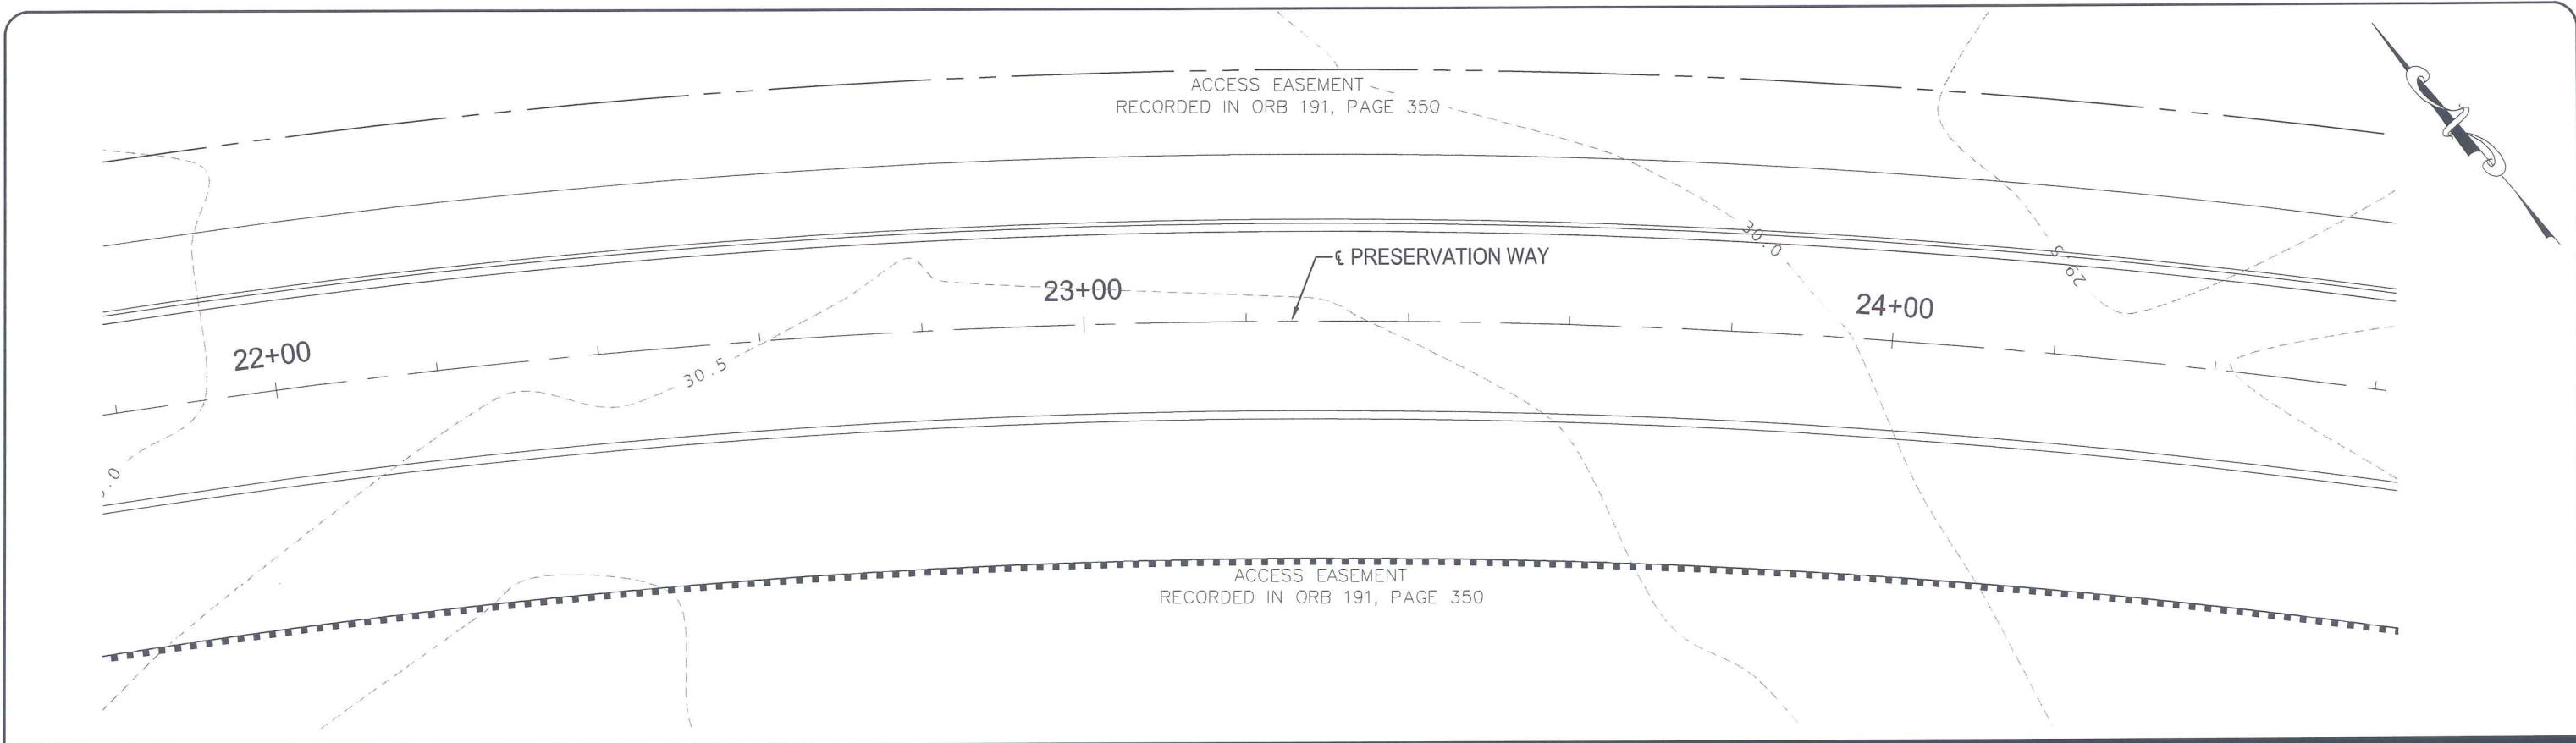 ACCESS EASEMENT
RECORDED IN ORB 191, PAGE 350
30.0
29.5
℄ PRESERVATION WAY
23+00
24+00
22+00
30.5
.0
ACCESS EASEMENT
RECORDED IN ORB 191, PAGE 350